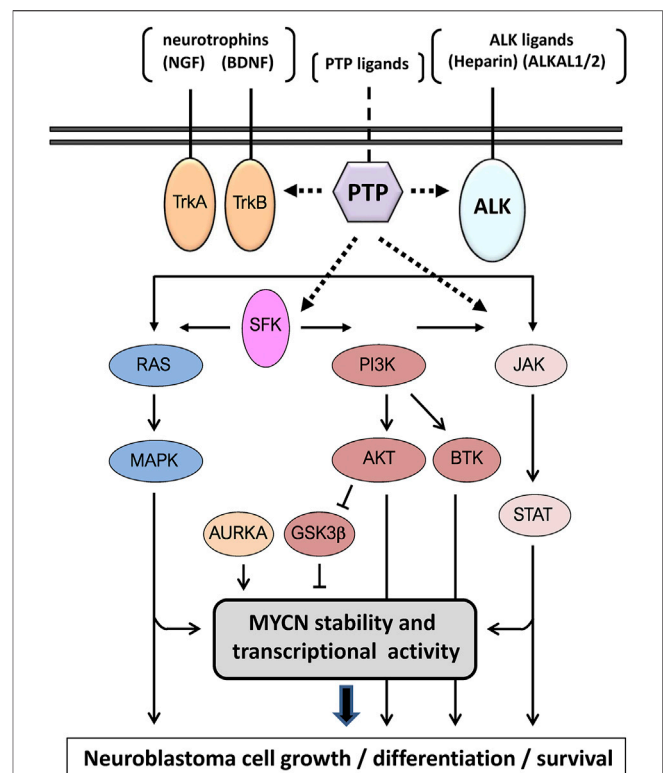 neurotrophins
(NGF) (BDNF)
PTP ligands
ALK ligands
(Heparin) (ALKAL1/2)
TrkA
TrkB
PTP
ALK
SFK
RAS
PI3K
JAK
MAPK
AKT
BTK
STAT
AURKA
GSK3β
MYCN stability and
transcriptional activity
Neuroblastoma cell growth / differentiation / survival